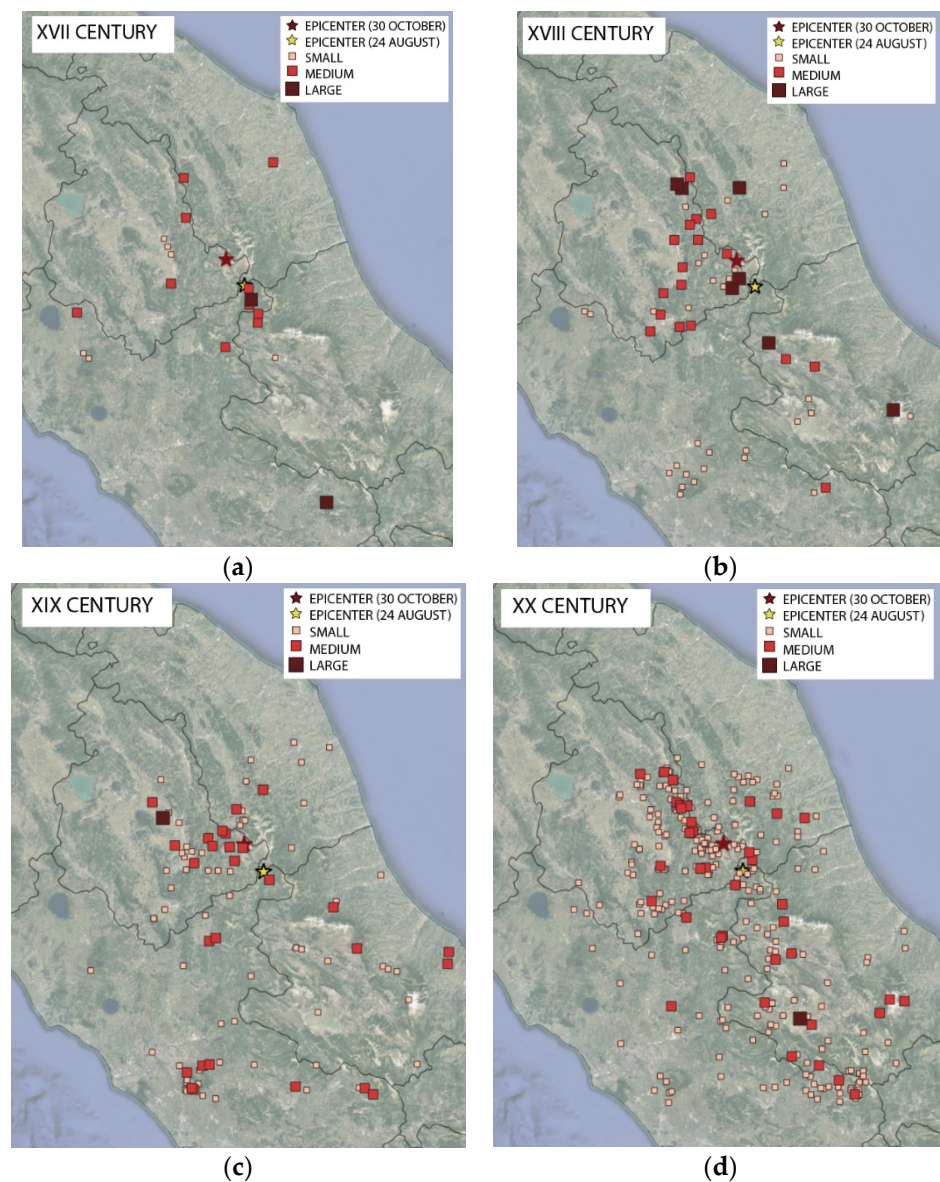 XVII CENTURY
EPICENTER (30 OCTOBER)
EPICENTER (24 AUGUST)
SMALL
MEDIUM
LARGE
(a)
XVIII CENTURY
EPICENTER (30 OCTOBER)
EPICENTER (24 AUGUST)
SMALL
MEDIUM
LARGE
(b)
XIX CENTURY
EPICENTER (30 OCTOBER)
EPICENTER (24 AUGUST)
SMALL
MEDIUM
LARGE
(c)
XX CENTURY
EPICENTER (30 OCTOBER)
EPICENTER (24 AUGUST)
SMALL
MEDIUM
LARGE
(d)